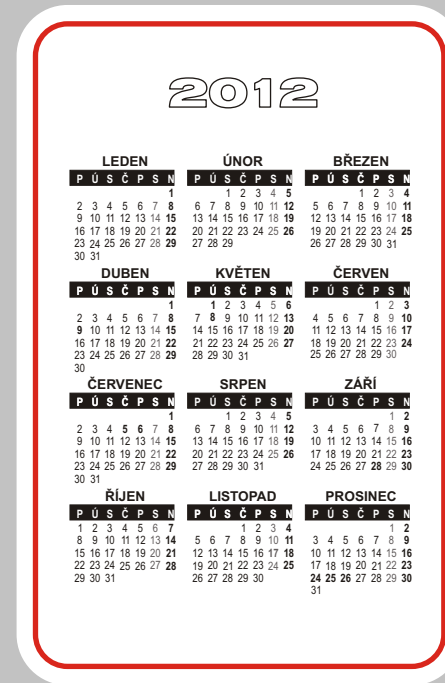 2012
LEDEN ÚNOR BŘEZEN
P Ú S Č P S N P Ú S Č P S N P Ú S Č P S N
1 1 2 3 4 5 1 2 3 4
2 3 4 5 6 7 8 6 7 8 9 10 11 12 5 6 7 8 9 10 11
9 10 11 12 13 14 15 13 14 15 16 17 18 19 12 13 14 15 16 17 18
16 17 18 19 20 21 22 20 21 22 23 24 25 26 19 20 21 22 23 24 25
23 24 25 26 27 28 29 27 28 29 26 27 28 29 30 31
30 31
DUBEN KVĚTEN ČERVEN
P Ú S Č P S N P Ú S Č P S N P Ú S Č P S N
1 1 2 3 4 5 6 1 2 3
2 3 4 5 6 7 8 7 8 9 10 11 12 13 4 5 6 7 8 9 10
9 10 11 12 13 14 15 14 15 16 17 18 19 20 11 12 13 14 15 16 17
16 17 18 19 20 21 22 21 22 23 24 25 26 27 18 19 20 21 22 23 24
23 24 25 26 27 28 29 28 29 30 31 25 26 27 28 29 30
30
ČERVENEC SRPEN ZÁŘÍ
P Ú S Č P S N P Ú S Č P S N P Ú S Č P S N
1 1 2 3 4 5 1 2
2 3 4 5 6 7 8 6 7 8 9 10 11 12 3 4 5 6 7 8 9
9 10 11 12 13 14 15 13 14 15 16 17 18 19 10 11 12 13 14 15 16
16 17 18 19 20 21 22 20 21 22 23 24 25 26 17 18 19 20 21 22 23
23 24 25 26 27 28 29 27 28 29 30 31 24 25 26 27 28 29 30
30 31
ŘÍJEN LISTOPAD PROSINEC
P Ú S Č P S N P Ú S Č P S N P Ú S Č P S N
1 2 3 4 5 6 7 1 2 3 4 1 2
8 9 10 11 12 13 14 5 6 7 8 9 10 11 3 4 5 6 7 8 9
15 16 17 18 19 20 21 12 13 14 15 16 17 18 10 11 12 13 14 15 16
22 23 24 25 26 27 28 19 20 21 22 23 24 25 17 18 19 20 21 22 23
29 30 31 26 27 28 29 30 24 25 26 27 28 29 30
31